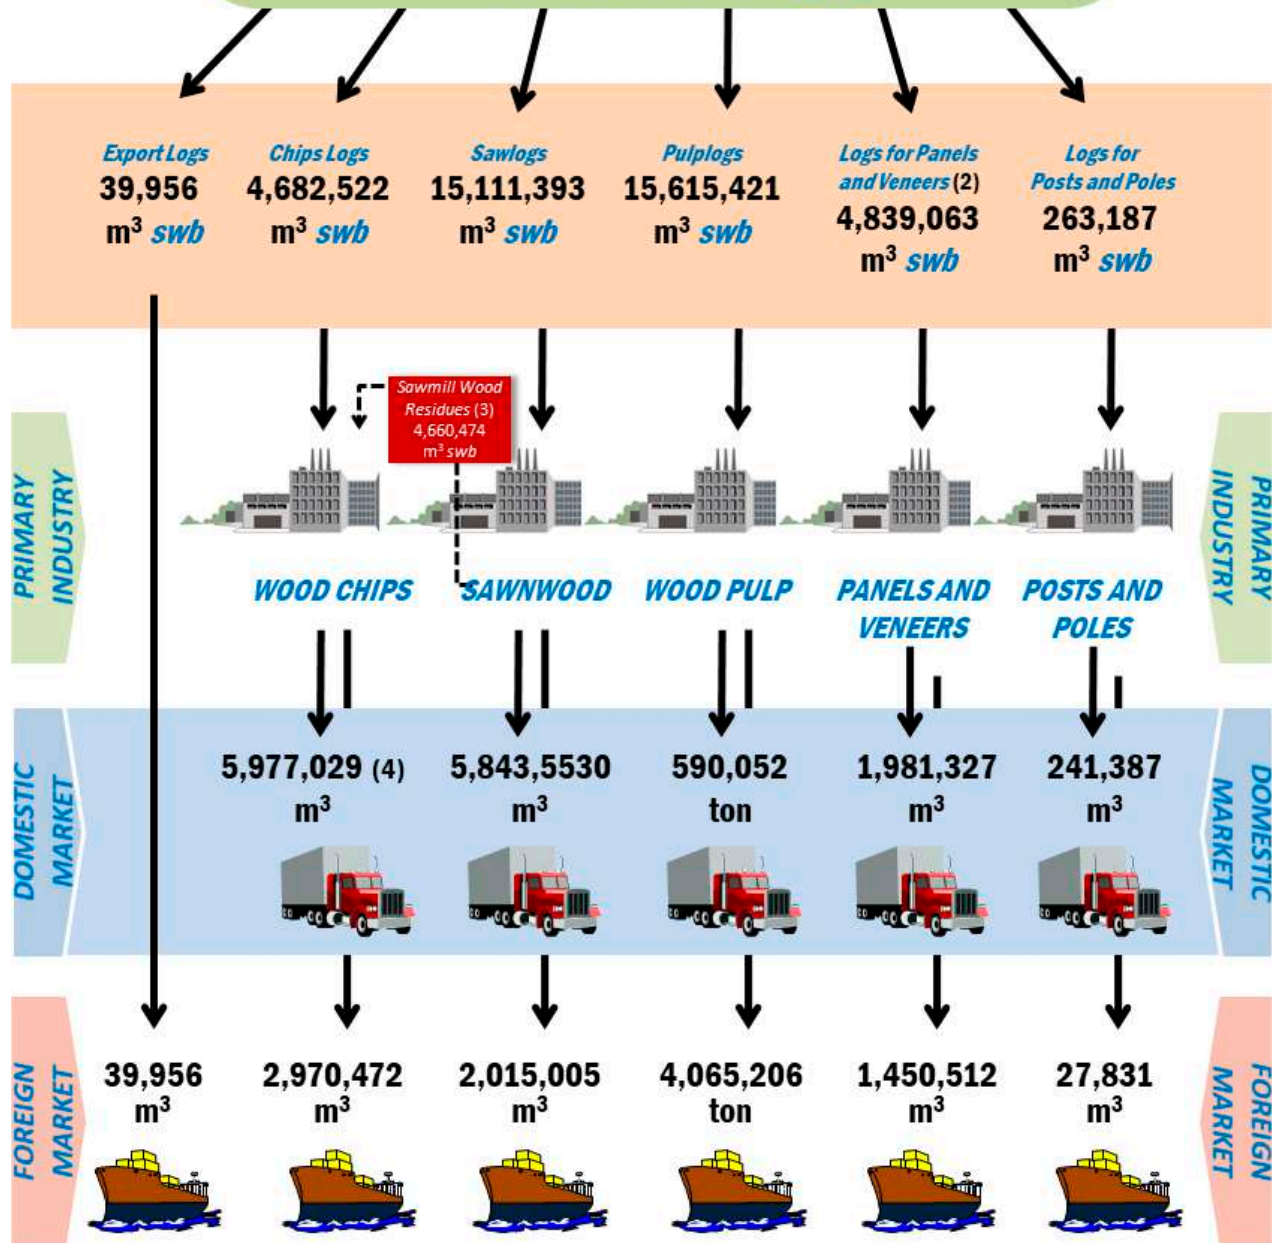 Export Logs
39,956
m³ swb
Chips Logs
4,682,522
m³ swb
Sawlogs
15,111,393
m³ swb
Pulplogs
15,615,421
m³ swb
Logs for Panels
and Veneers (2)
4,839,063
m³ swb
Logs for
Posts and Poles
263,187
m³ swb
Sawmill Wood
Residues (3)
4,660,474
m³ swb
PRIMARY
INDUSTRY
WOOD CHIPS
SAWNWOOD
WOOD PULP
PANELS AND
VENEERS
POSTS AND
POLES
PRIMARY
INDUSTRY
DOMESTIC
MARKET
5,977,029 (4)
m³
5,843,5530
m³
590,052
ton
1,981,327
m³
241,387
m³
DOMESTIC
MARKET
FOREIGN
MARKET
39,956
m³
2,970,472
m³
2,015,005
m³
4,065,206
ton
1,450,512
m³
27,831
m³
FOREIGN
MARKET